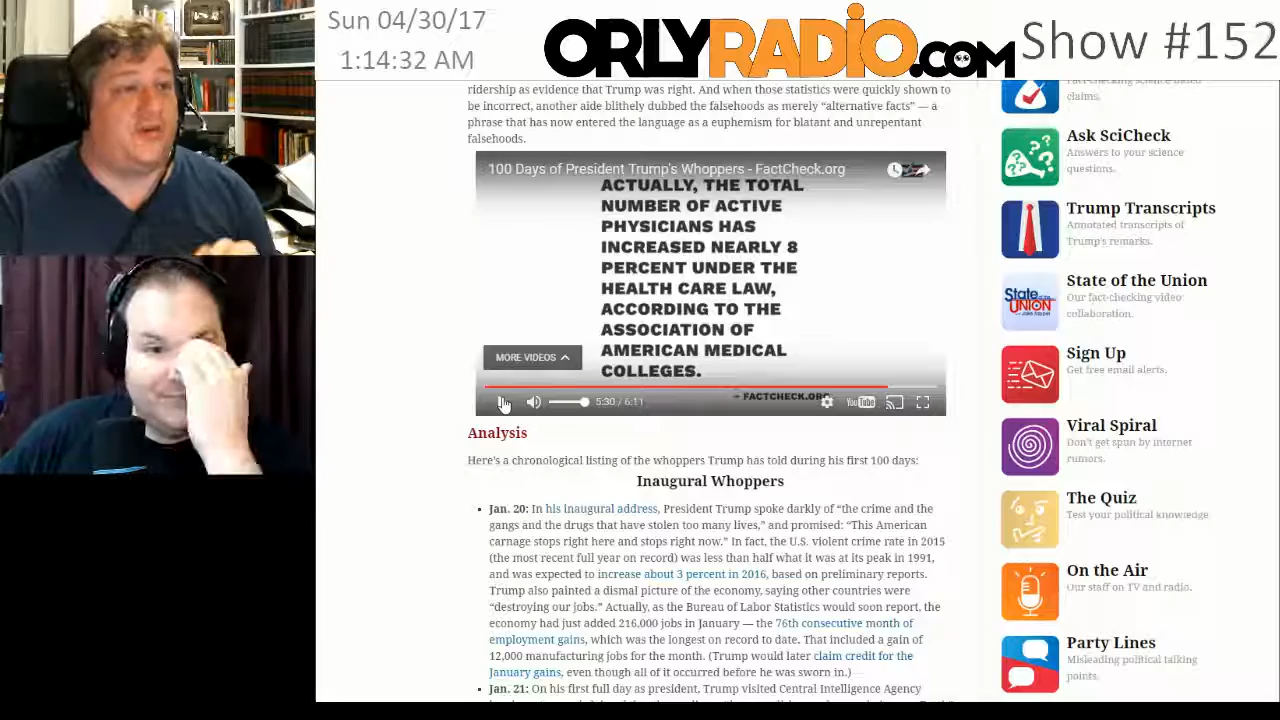 Sun 04/30/17
1:14:32 AM
ORLYRADIO.COM
Show #152
ridership as evidence that Trump was right. And when those statistics were quickly shown to
be incorrect, another aide blithely dubbed the falsehoods as merely “alternative facts” — a
phrase that has now entered the language as a euphemism for blatant and unrepentant
falsehoods.
100 Days of President Trump's Whoppers - FactCheck.org
ACTUALLY, THE TOTAL
NUMBER OF ACTIVE
PHYSICIANS HAS
INCREASED NEARLY 8
PERCENT UNDER THE
HEALTH CARE LAW,
ACCORDING TO THE
ASSOCIATION OF
AMERICAN MEDICAL
COLLEGES.
MORE VIDEOS
– FACTCHECK.ORG
5:30 / 6:11
YouTube
Analysis
Here’s a chronological listing of the whoppers Trump has told during his first 100 days:
Inaugural Whoppers
Jan. 20: In his inaugural address, President Trump spoke darkly of “the crime and the
gangs and the drugs that have stolen too many lives,” and promised: “This American
carnage stops right here and stops right now.” In fact, the U.S. violent crime rate in 2015
(the most recent full year on record) was less than half what it was at its peak in 1991,
and was expected to increase about 3 percent in 2016, based on preliminary reports.
Trump also painted a dismal picture of the economy, saying other countries were
“destroying our jobs.” Actually, as the Bureau of Labor Statistics would soon report, the
economy had just added 216,000 jobs in January — the 76th consecutive month of
employment gains, which was the longest on record to date. That included a gain of
12,000 manufacturing jobs for the month. (Trump would later claim credit for the
January gains, even though all of it occurred before he was sworn in.)
Jan. 21: On his first full day as president, Trump visited Central Intelligence Agency
Fact-checking science-based
claims.
Ask SciCheck
Answers to your science
questions.
Trump Transcripts
Annotated transcripts of
Trump's remarks.
State of the Union
Our fact-checking video
collaboration.
State of the
UNION
Sign Up
Get free email alerts.
Viral Spiral
Don't get spun by internet
rumors.
The Quiz
Test your political knowledge
On the Air
Our staff on TV and radio.
Party Lines
Misleading political talking
points.